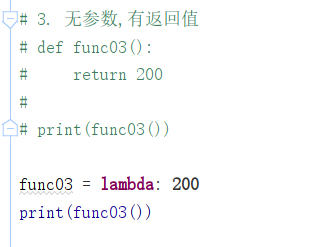 # 3. 无参数,有返回值
# def func03():
#     return 200
#
# print(func03())
func03 = lambda: 200
print(func03())